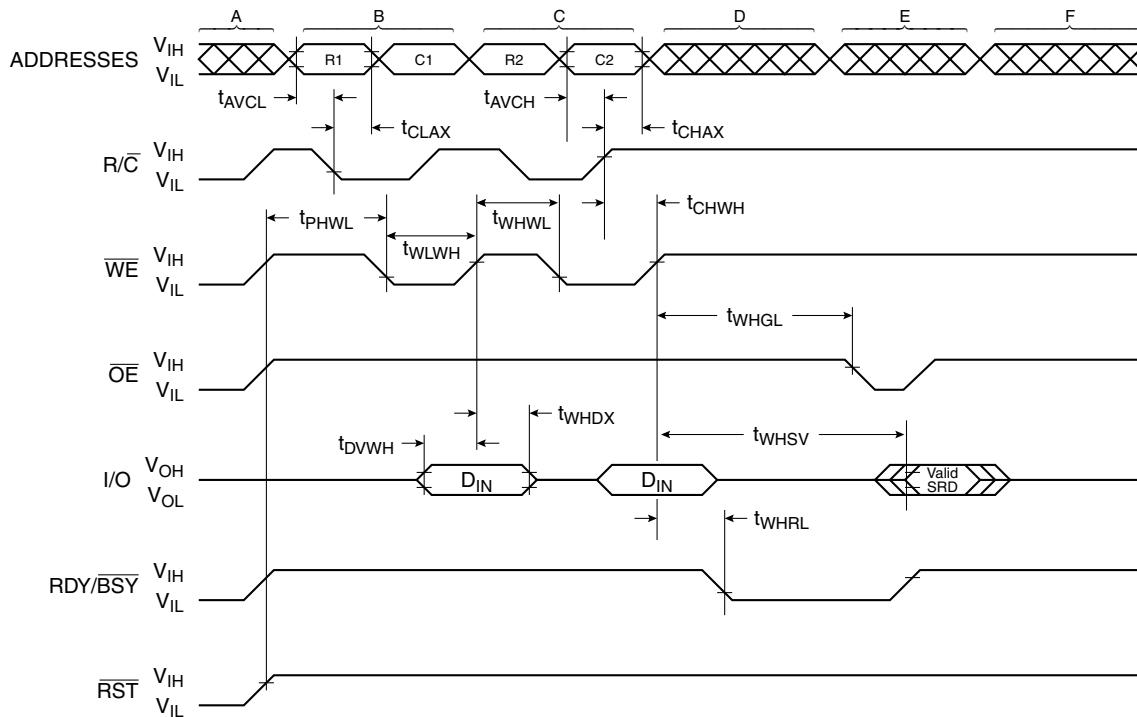 A B C D E F
ADDRESSES VIH VIL R1 C1 R2 C2
tAVCL tAVCH
tCLAX tCHAX
R/C̅ VIH VIL
tPHWL tWHWL tCHWH
tWLWH
W̅E̅ VIH VIL
tWHGL
O̅E̅ VIH VIL
tWHDX
tDVWH tWHSV
I/O VOH VOL DIN DIN Valid SRD
tWHRL
RDY/B̅S̅Y̅ VIH VIL
R̅S̅T̅ VIH VIL